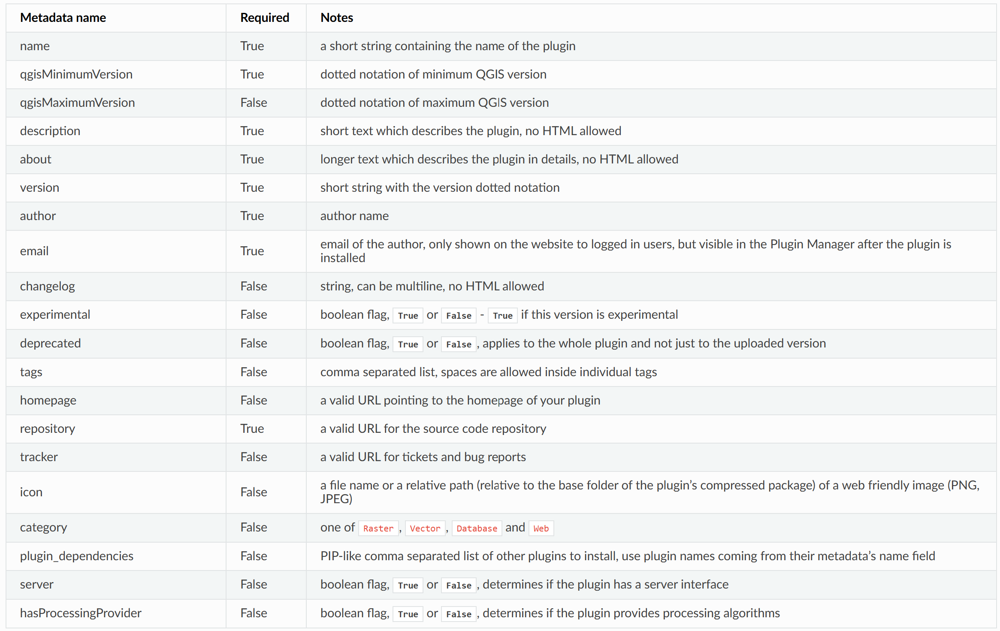 Metadata name Required Notes
name True a short string containing the name of the plugin
qgisMinimumVersion True dotted notation of minimum QGIS version
qgisMaximumVersion False dotted notation of maximum QGIS version
description True short text which describes the plugin, no HTML allowed
about True longer text which describes the plugin in details, no HTML allowed
version True short string with the version dotted notation
author True author name
email True email of the author, only shown on the website to logged in users, but visible in the Plugin Manager after the plugin is
installed
changelog False string, can be multiline, no HTML allowed
experimental False boolean flag, True or False - True if this version is experimental
deprecated False boolean flag, True or False, applies to the whole plugin and not just to the uploaded version
tags False comma separated list, spaces are allowed inside individual tags
homepage False a valid URL pointing to the homepage of your plugin
repository True a valid URL for the source code repository
tracker False a valid URL for tickets and bug reports
icon False a file name or a relative path (relative to the base folder of the plugin’s compressed package) of a web friendly image (PNG,
JPEG)
category False one of Raster, Vector, Database and Web
plugin_dependencies False PIP-like comma separated list of other plugins to install, use plugin names coming from their metadata’s name field
server False boolean flag, True or False, determines if the plugin has a server interface
hasProcessingProvider False boolean flag, True or False, determines if the plugin provides processing algorithms